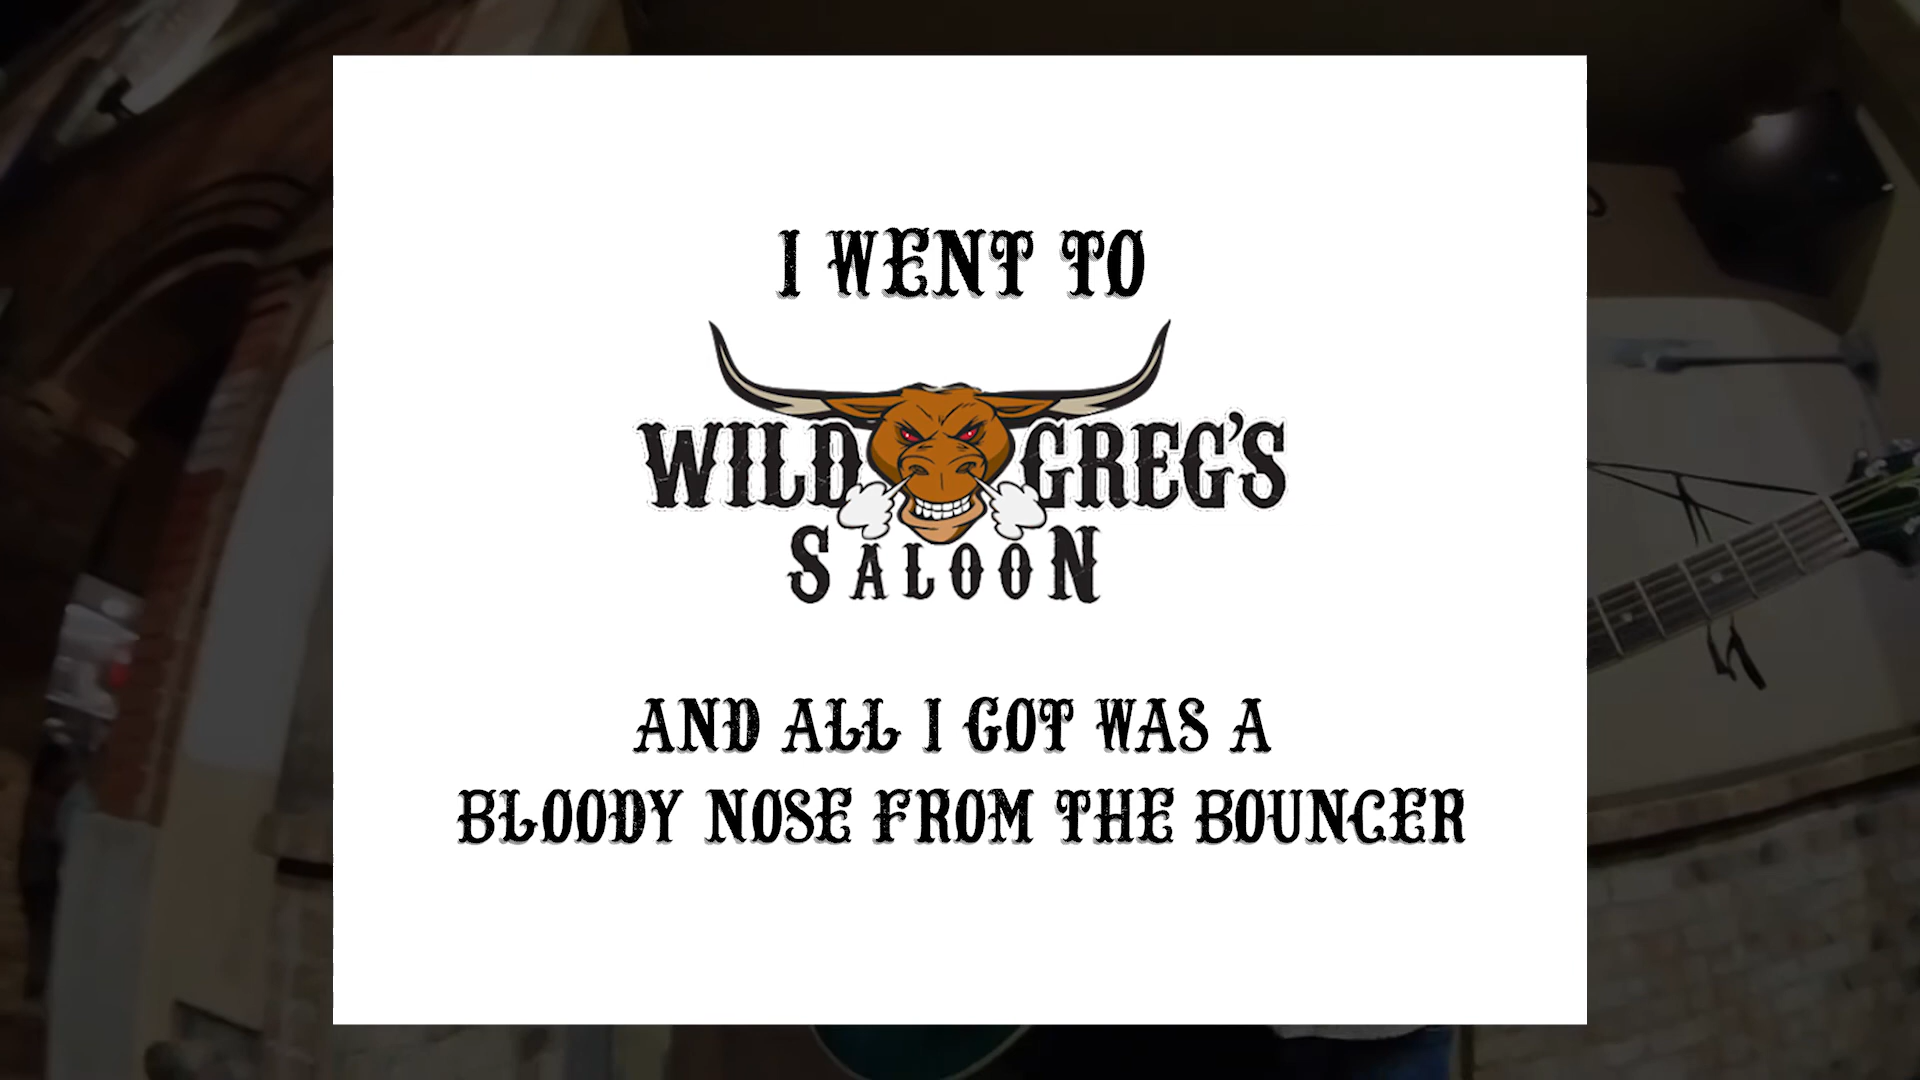 I WENT TO
WILD GREG'S
SALOON
AND ALL I GOT WAS A
BLOODY NOSE FROM THE BOUNCER